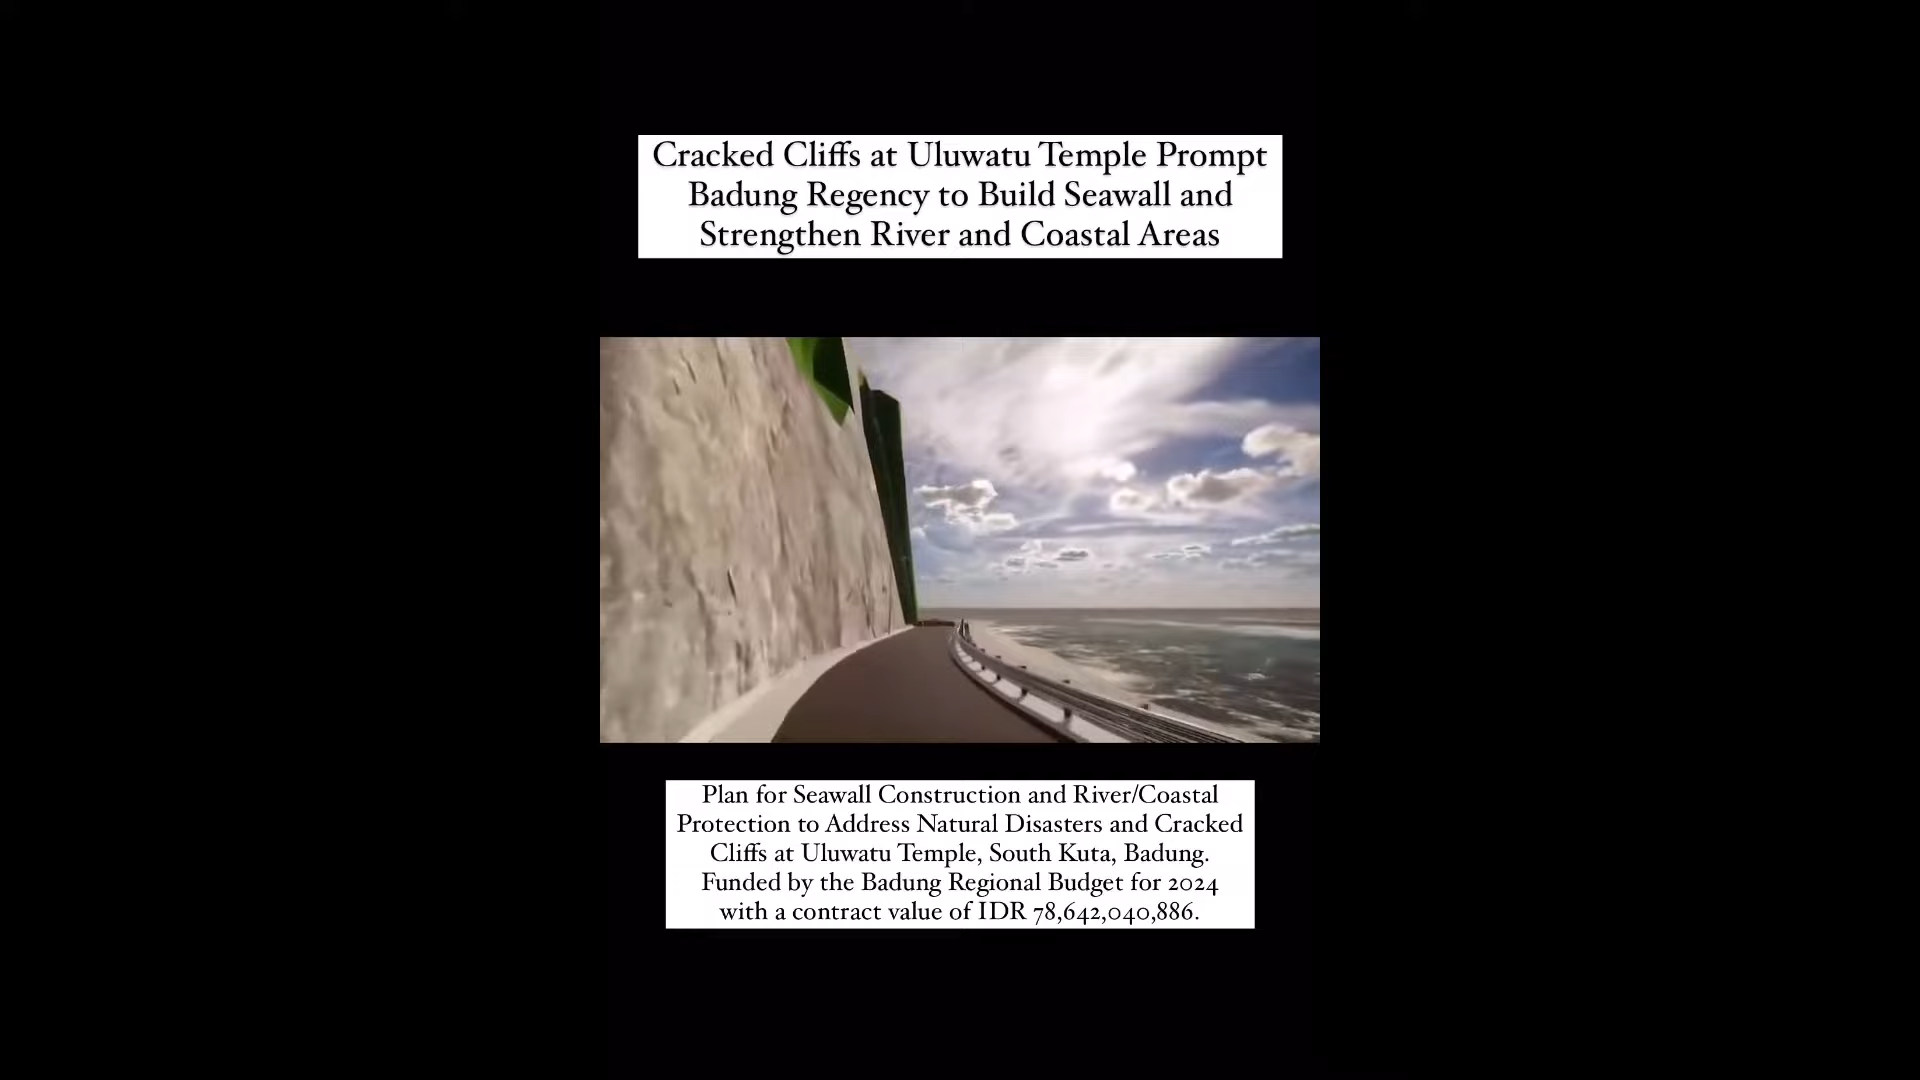 Cracked Cliffs at Uluwatu Temple Prompt
Badung Regency to Build Seawall and
Strengthen River and Coastal Areas
Plan for Seawall Construction and River/Coastal
Protection to Address Natural Disasters and Cracked
Cliffs at Uluwatu Temple, South Kuta, Badung.
Funded by the Badung Regional Budget for 2024
with a contract value of IDR 78,642,040,886.